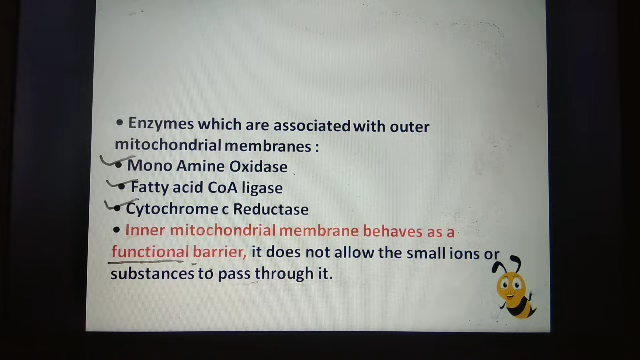 • Enzymes which are associated with outer
mitochondrial membranes :
• Mono Amine Oxidase
• Fatty acid CoA ligase
• Cytochrome c Reductase
• Inner mitochondrial membrane behaves as a
functional barrier, it does not allow the small ions or
substances to pass through it.